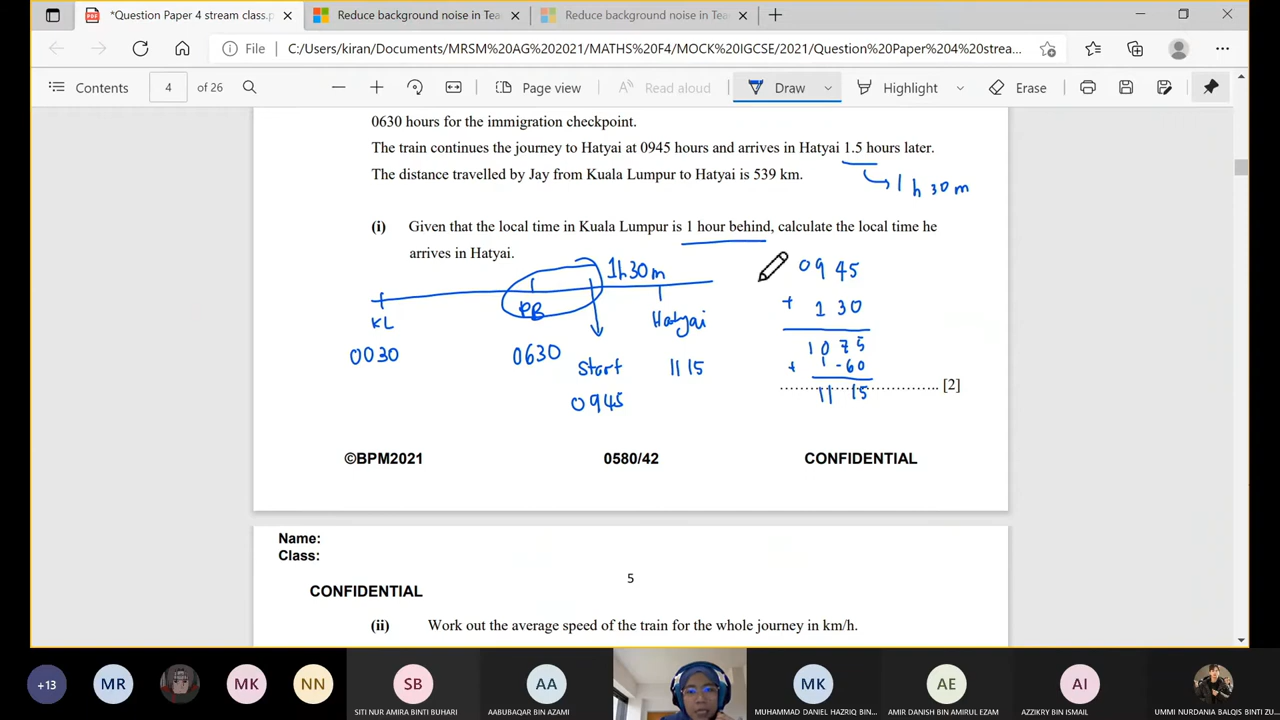 *Question Paper 4 stream class.p
Reduce background noise in Tea
Reduce background noise in Tea
File
C:/Users/kiran/Documents/MRSM%20AG%202021/MATHS%20F4/MOCK%20IGCSE/2021/Question%20Paper%204%20strea...
Contents
4
of 26
Page view
Read aloud
Draw
Highlight
Erase
0630 hours for the immigration checkpoint.
The train continues the journey to Hatyai at 0945 hours and arrives in Hatyai 1.5 hours later.
The distance travelled by Jay from Kuala Lumpur to Hatyai is 539 km.
1 h 30 m
(i) Given that the local time in Kuala Lumpur is 1 hour behind, calculate the local time he
arrives in Hatyai.
1h30m
KL
PB
Hatyai
0030
0630
Start
1115
0945
0945
+ 130
1075
+ 1 -60
1115
.......................................... [2]
©BPM2021
0580/42
CONFIDENTIAL
Name:
Class:
5
CONFIDENTIAL
(ii) Work out the average speed of the train for the whole journey in km/h.
+13
MR
MK
NN
SB
SITI NUR AMIRA BINTI BUHARI
AA
AABUBAQAR BIN AZAMI
MK
MUHAMMAD DANIEL HAZRIQ BIN...
AE
AMIR DANISH BIN AMIRUL EZAM
AI
AZZIKRY BIN ISMAIL
UMMI NURDANIA BALQIS BINTI ZU...